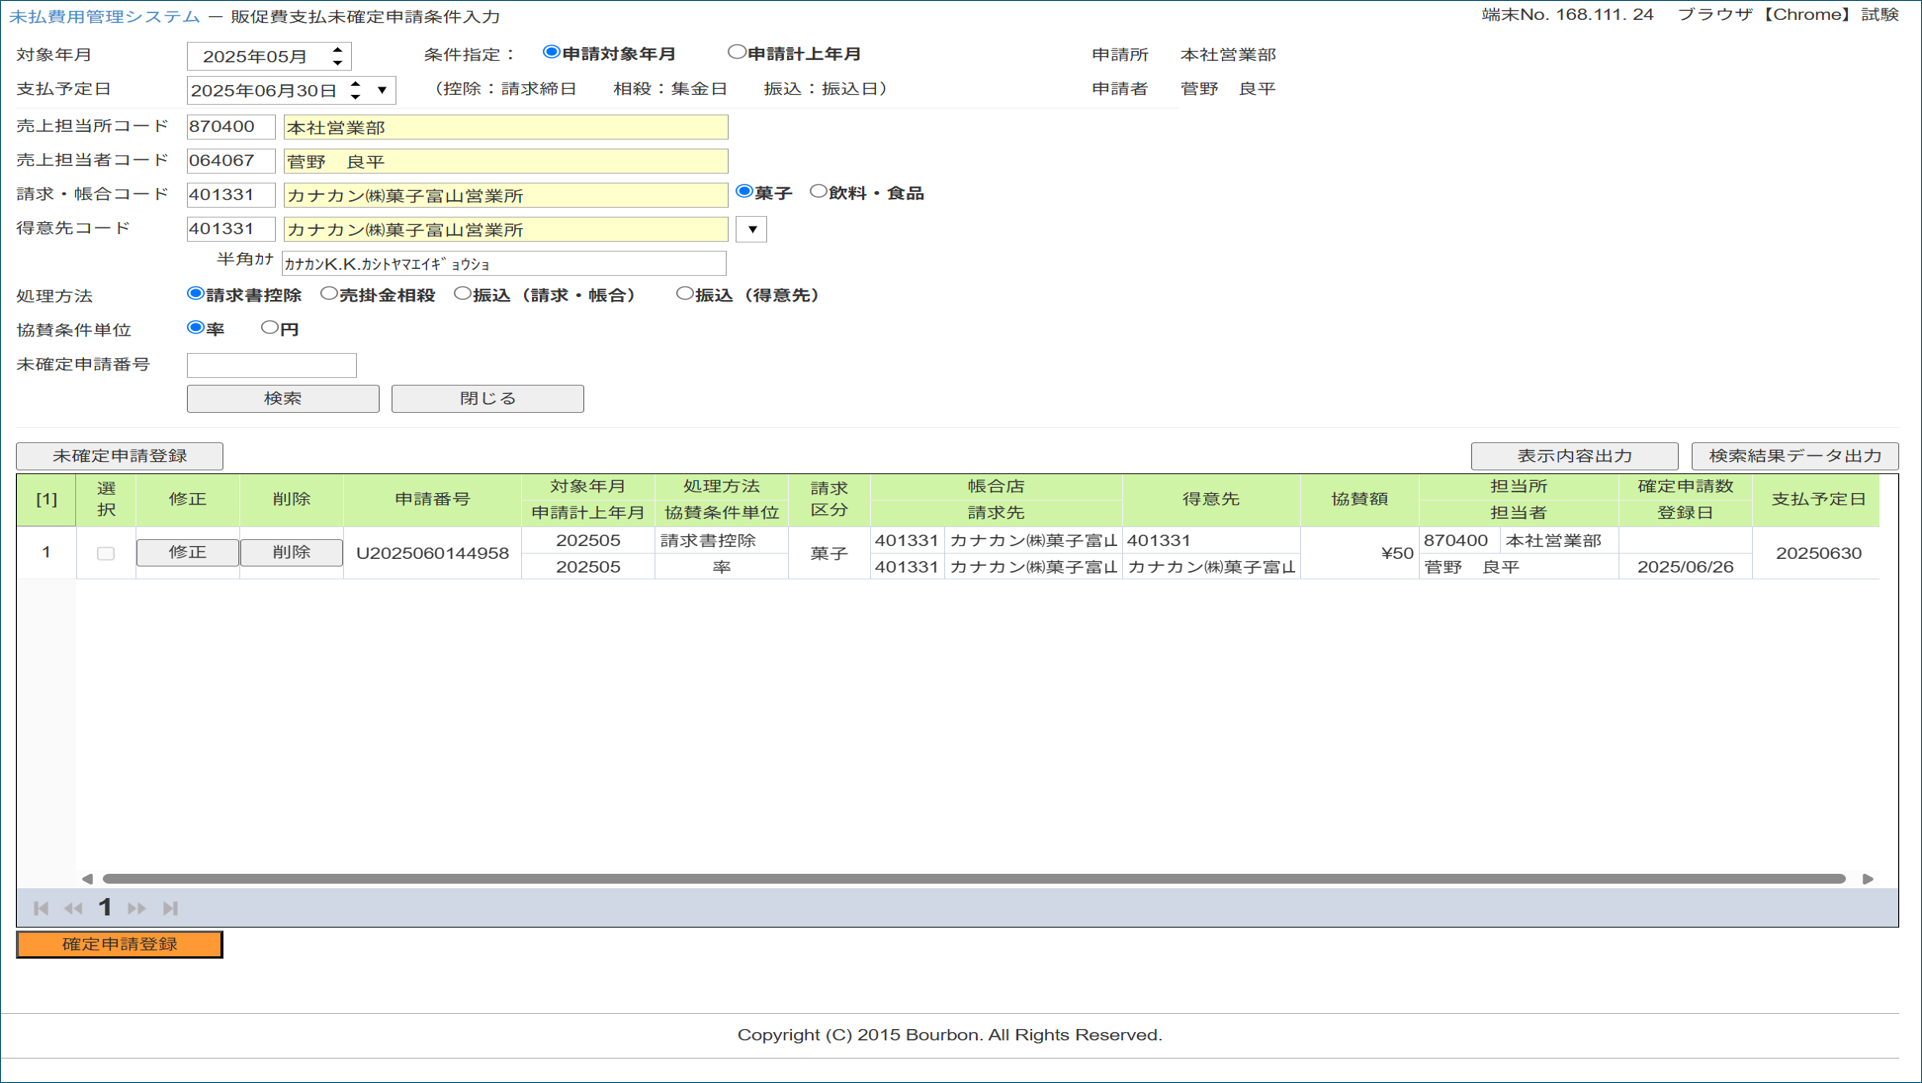 未払費用管理システム － 販促費支払未確定申請条件入力 端末No. 168.111. 24 ブラウザ【Chrome】試験
対象年月 2025年05月 条件指定： 申請対象年月 申請計上年月 申請所 本社営業部
支払予定日 2025年06月30日 （控除：請求締日 相殺：集金日 振込：振込日） 申請者 菅野 良平
売上担当所コード 870400 本社営業部
売上担当者コード 064067 菅野 良平
請求・帳合コード 401331 カナカン㈱菓子富山営業所 菓子 飲料・食品
得意先コード 401331 カナカン㈱菓子富山営業所
半角ｶﾅ ｶﾅｶﾝK.K.ｶｼﾄﾔﾏエｲｷﾞｮｳｼｮ
処理方法 請求書控除 売掛金相殺 振込（請求・帳合） 振込（得意先）
協賛条件単位 率 円
未確定申請番号
検索 閉じる
未確定申請登録 表示内容出力 検索結果データ出力
[1] 選択 修正 削除 申請番号 対象年月 処理方法 請求区分 帳合店 得意先 協賛額 担当所 確定申請数 支払予定日
申請計上年月 協賛条件単位 請求先 担当者 登録日
1 修正 削除 U2025060144958 202505 請求書控除 菓子 401331 カナカン㈱菓子富山 401331 ¥50 870400 本社営業部 20250630
202505 率 401331 カナカン㈱菓子富山 カナカン㈱菓子富山 菅野 良平 2025/06/26
1
確定申請登録
Copyright (C) 2015 Bourbon. All Rights Reserved.